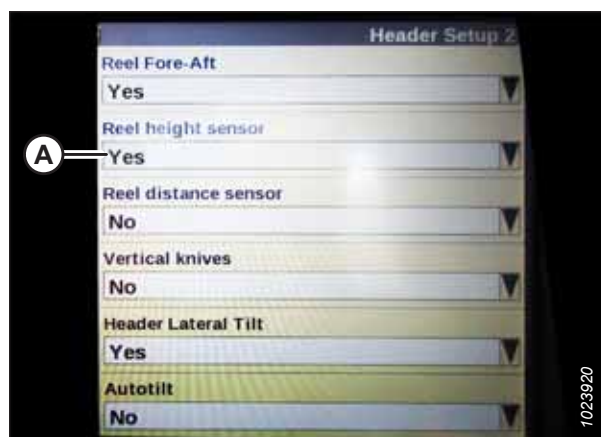 Header Setup 2
Reel Fore-Aft
Yes
Reel height sensor
A
Yes
Reel distance sensor
No
Vertical knives
No
Header Lateral Tilt
Yes
Autotilt
No
1023920